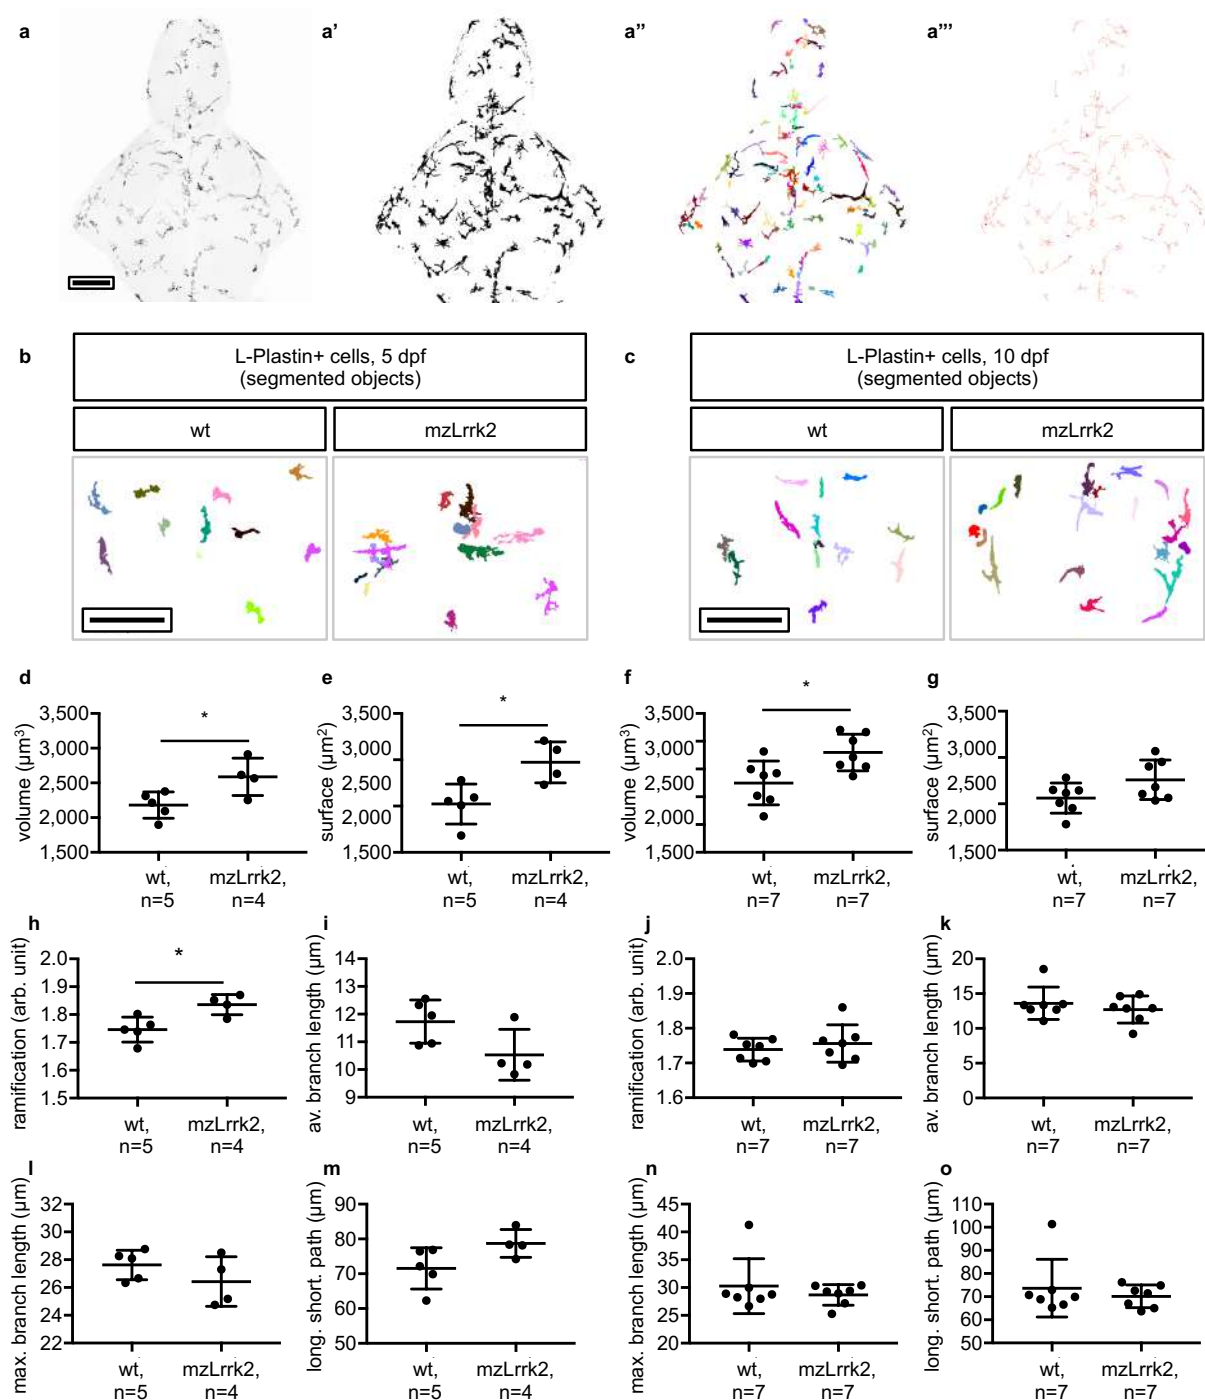 a a' a" a"'
b
L-Plastin+ cells, 5 dpf
(segmented objects)
wt mzLrrk2
c
L-Plastin+ cells, 10 dpf
(segmented objects)
wt mzLrrk2
d
volume (µm³)
3,500
3,000
2,500
2,000
1,500
*
wt, mzLrrk2,
n=5 n=4
e
surface (µm²)
3,500
3,000
2,000
1,500
*
wt, mzLrrk2,
n=5 n=4
f
volume (µm³)
3,500
3,000
2,500
2,000
1,500
*
wt, mzLrrk2,
n=7 n=7
g
surface (µm²)
3,500
2,500
2,000
1,500
wt, mzLrrk2,
n=7 n=7
h
ramification (arb. unit)
2.0
1.9
1.8
1.7
1.5
*
wt, mzLrrk2,
n=5 n=4
i
av. branch length (µm)
14
13
12
11
10
9
wt, mzLrrk2,
n=5 n=4
j
ramification (arb. unit)
2.0
1.9
1.8
1.7
1.6
wt, mzLrrk2,
n=7 n=7
k
av. branch length (µm)
20
15
10
5
0
wt, mzLrrk2,
n=7 n=7
l
max. branch length (µm)
32
30
28
26
24
22
wt, mzLrrk2,
n=5 n=4
m
long. short. path (µm)
90
80
70
60
50
wt, mzLrrk2,
n=5 n=4
n
max. branch length (µm)
45
40
35
30
25
20
wt, mzLrrk2,
n=7 n=7
o
long. short. path (µm)
110
100
90
80
70
60
50
wt, mzLrrk2,
n=7 n=7